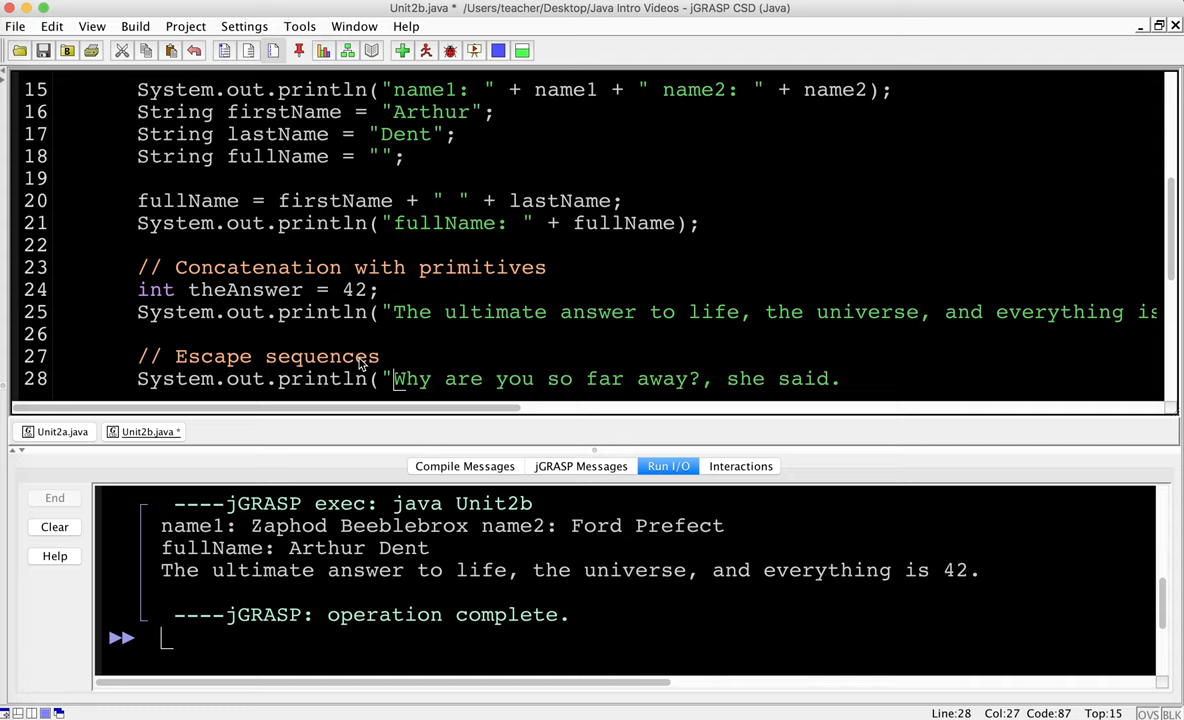 Unit2b.java * /Users/teacher/Desktop/Java Intro Videos - jGRASP CSD (Java)
File Edit View Build Project Settings Tools Window Help
15 System.out.println("name1: " + name1 + " name2: " + name2);
16 String firstName = "Arthur";
17 String lastName = "Dent";
18 String fullName = "";
19
20 fullName = firstName + " " + lastName;
21 System.out.println("fullName: " + fullName);
22
23 // Concatenation with primitives
24 int theAnswer = 42;
25 System.out.println("The ultimate answer to life, the universe, and everything is
26
27 // Escape sequences
28 System.out.println("Why are you so far away?, she said.
Unit2a.java Unit2b.java *
Compile Messages jGRASP Messages Run I/O Interactions
End
Clear
Help
----jGRASP exec: java Unit2b
name1: Zaphod Beeblebrox name2: Ford Prefect
fullName: Arthur Dent
The ultimate answer to life, the universe, and everything is 42.
----jGRASP: operation complete.
Line:28 Col:27 Code:87 Top:15 OVS BLK